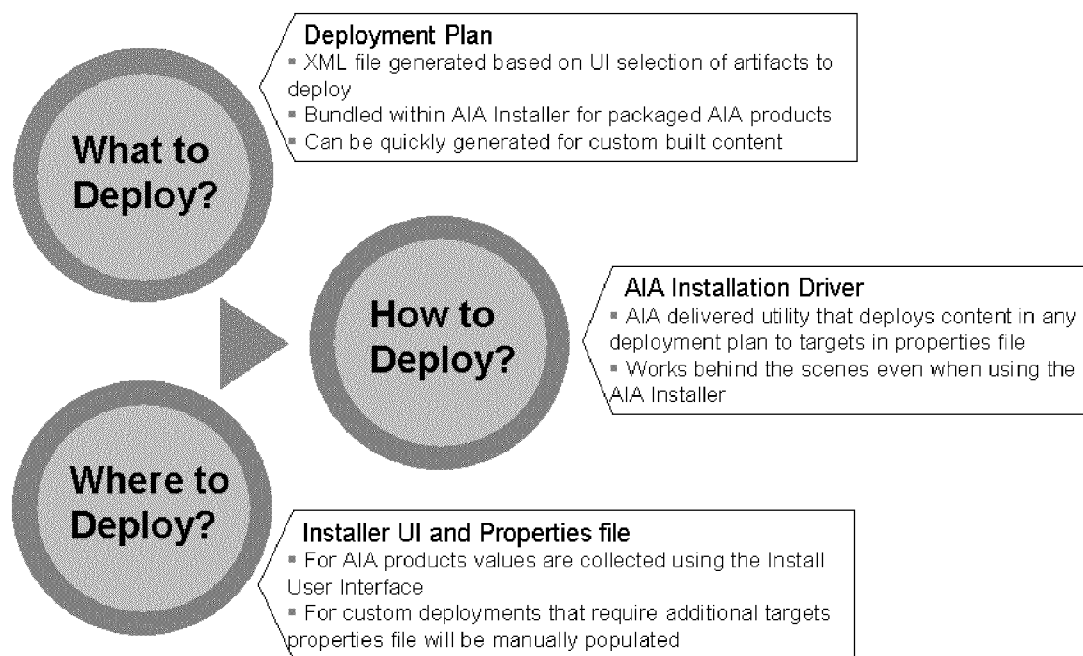 What to
Deploy?
Deployment Plan
▪ XML file generated based on UI selection of artifacts to
deploy
▪ Bundled within AIA Installer for packaged AIA products
▪ Can be quickly generated for custom built content
How to
Deploy?
AIA Installation Driver
▪ AIA delivered utility that deploys content in any
deployment plan to targets in properties file
▪ Works behind the scenes even when using the
AIA Installer
Where to
Deploy?
Installer UI and Properties file
▪ For AIA products values are collected using the Install
User Interface
▪ For custom deployments that require additional targets
properties file will be manually populated